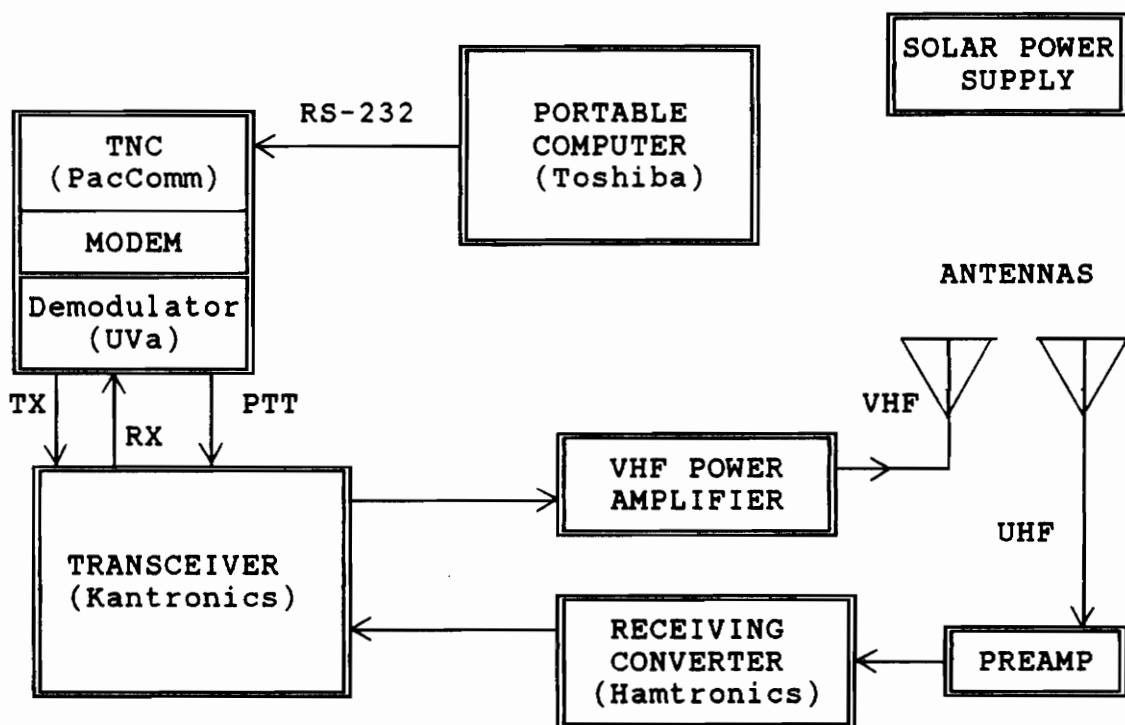 SOLAR POWER
SUPPLY
RS-232
PORTABLE
COMPUTER
(Toshiba)
TNC
(PacComm)
MODEM
Demodulator
(UVa)
ANTENNAS
TX
RX
PTT
VHF
UHF
VHF POWER
AMPLIFIER
TRANSCEIVER
(Kantronics)
RECEIVING
CONVERTER
(Hamtronics)
PREAMP